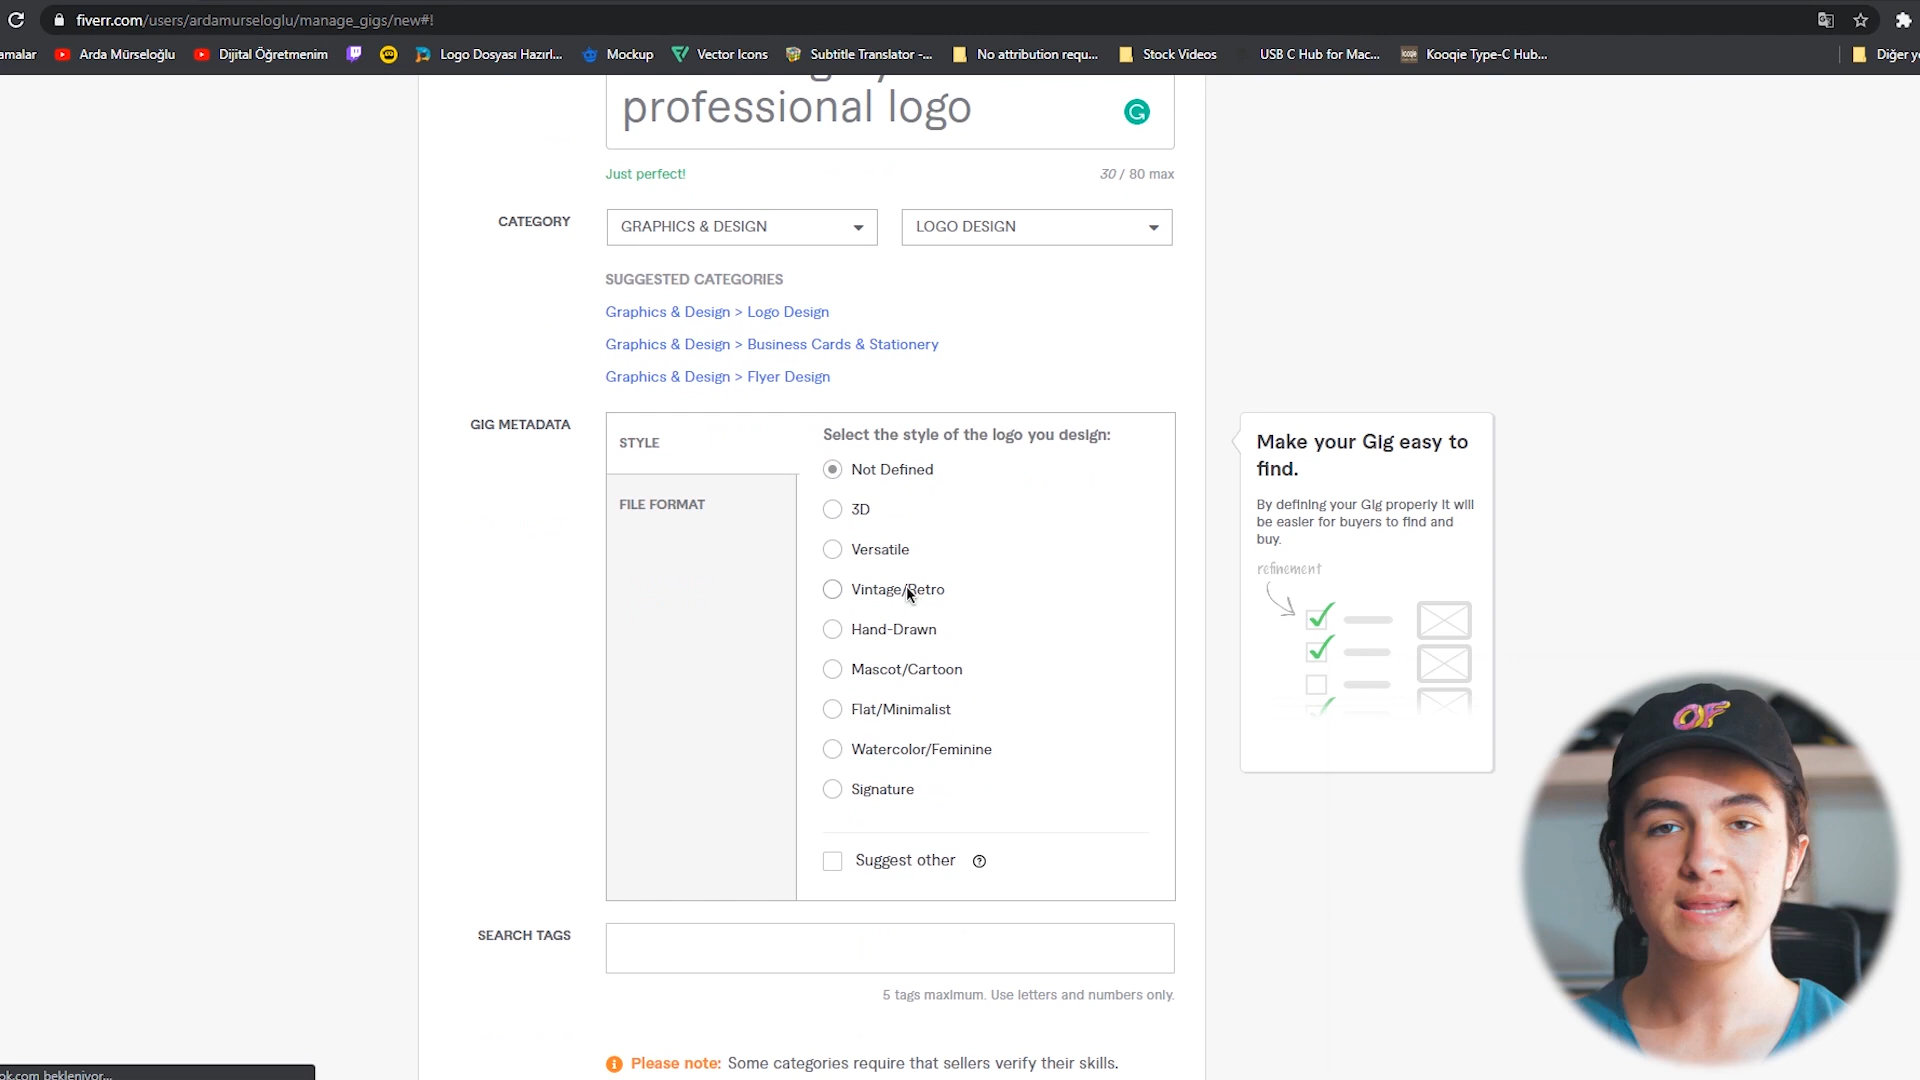 fiverr.com/users/ardamurseloglu/manage_gigs/new#!
amalar Arda Mürseloğlu Dijital Öğretmenim Logo Dosyası Hazırl... Mockup Vector Icons Subtitle Translator -... No attribution requ... Stock Videos USB C Hub for Mac... Kooqie Type-C Hub... Diğer ye
professional logo
Just perfect! 30 / 80 max
CATEGORY GRAPHICS & DESIGN LOGO DESIGN
SUGGESTED CATEGORIES
Graphics & Design > Logo Design
Graphics & Design > Business Cards & Stationery
Graphics & Design > Flyer Design
GIG METADATA
STYLE
FILE FORMAT
Select the style of the logo you design:
Not Defined
3D
Versatile
Vintage/Retro
Hand-Drawn
Mascot/Cartoon
Flat/Minimalist
Watercolor/Feminine
Signature
Suggest other
Make your Gig easy to
find.
By defining your Gig properly it will
be easier for buyers to find and
buy.
refinement
OF
SEARCH TAGS
5 tags maximum. Use letters and numbers only.
Please note: Some categories require that sellers verify their skills.
ok.com bekleniyor...